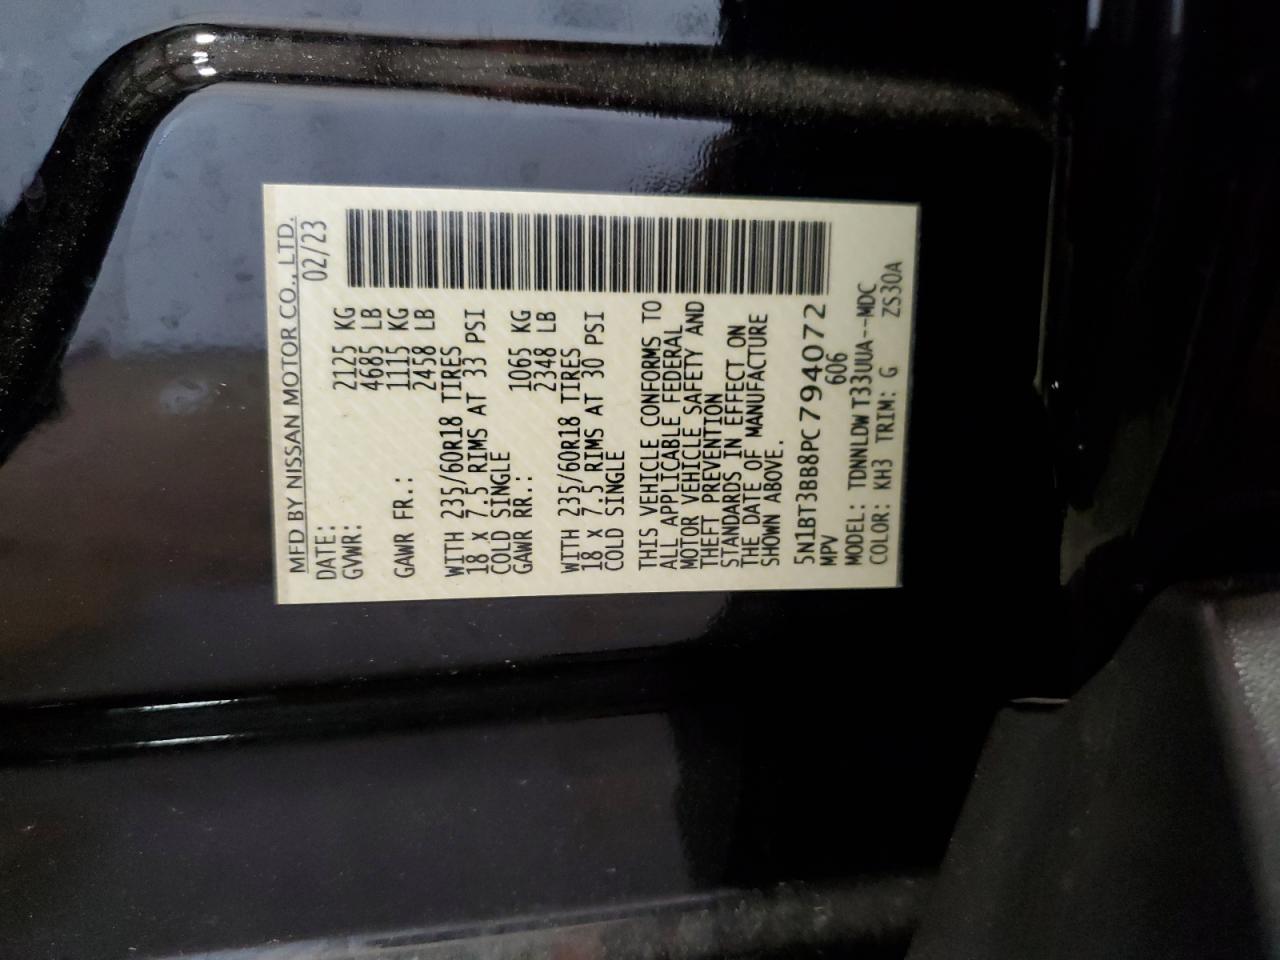 MFD BY NISSAN MOTOR CO., LTD.
DATE: 02/23
GVWR: 2125 KG
4685 LB
GAWR FR.: 1115 KG
2458 LB
WITH 235/60R18 TIRES
18 X 7.5 RIMS AT 33 PSI
COLD SINGLE
GAWR RR.: 1065 KG
2348 LB
WITH 235/60R18 TIRES
18 X 7.5 RIMS AT 30 PSI
COLD SINGLE
THIS VEHICLE CONFORMS TO
ALL APPLICABLE FEDERAL
MOTOR VEHICLE SAFETY AND
THEFT PREVENTION
STANDARDS IN EFFECT ON
THE DATE OF MANUFACTURE
SHOWN ABOVE.
5N1BT3BB8PC794072
MPV 606
MODEL: TDNNLDWT33UUA--MDC
COLOR: KH3 TRIM: G ZS30A